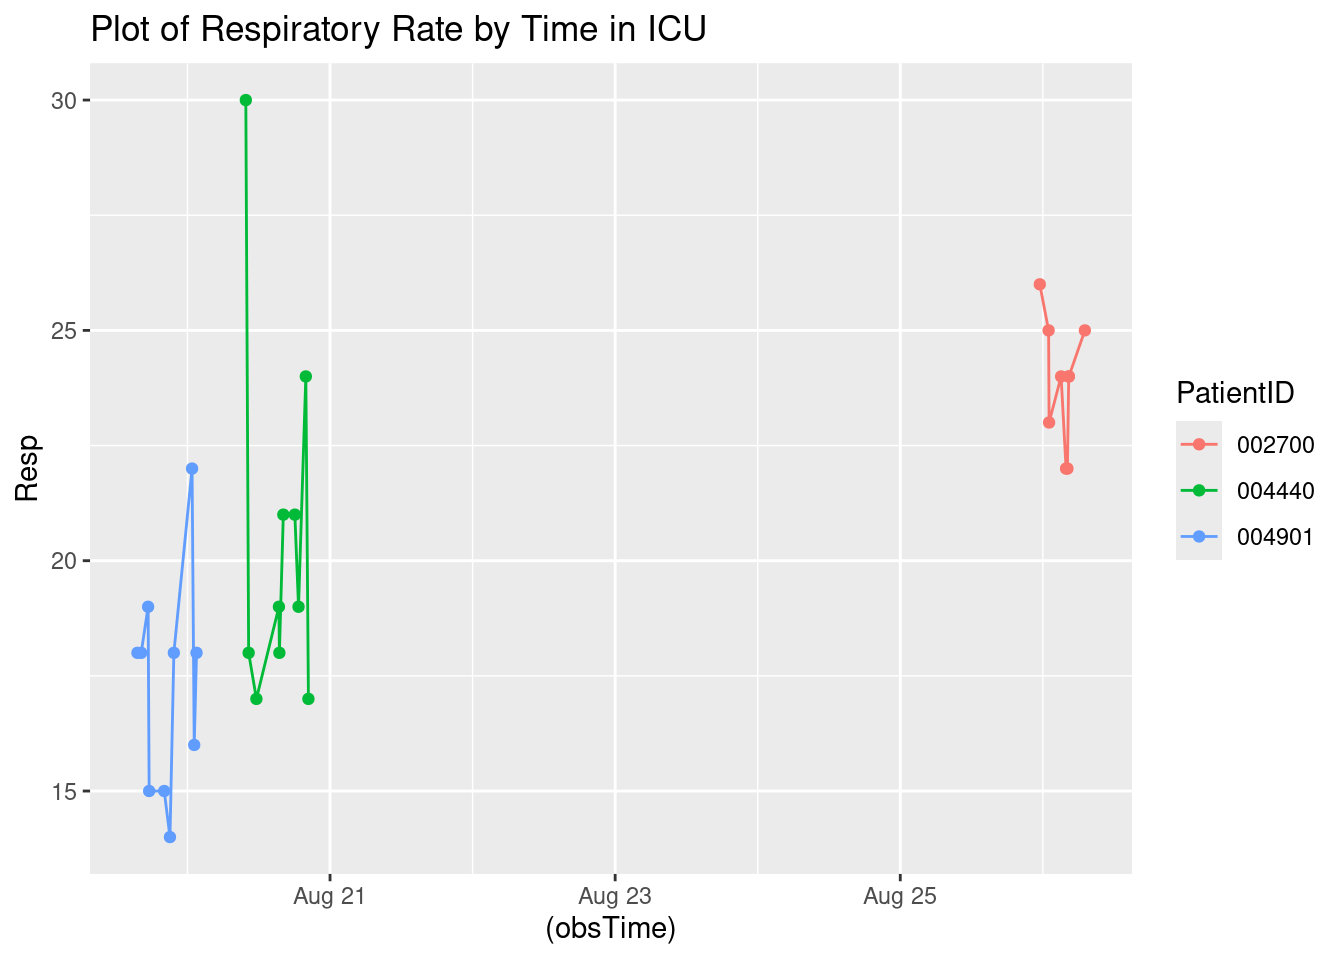 Plot of Respiratory Rate by Time in ICU
30
25
20
15
Resp
Aug 21
Aug 23
Aug 25
(obsTime)
PatientID
002700
004440
004901